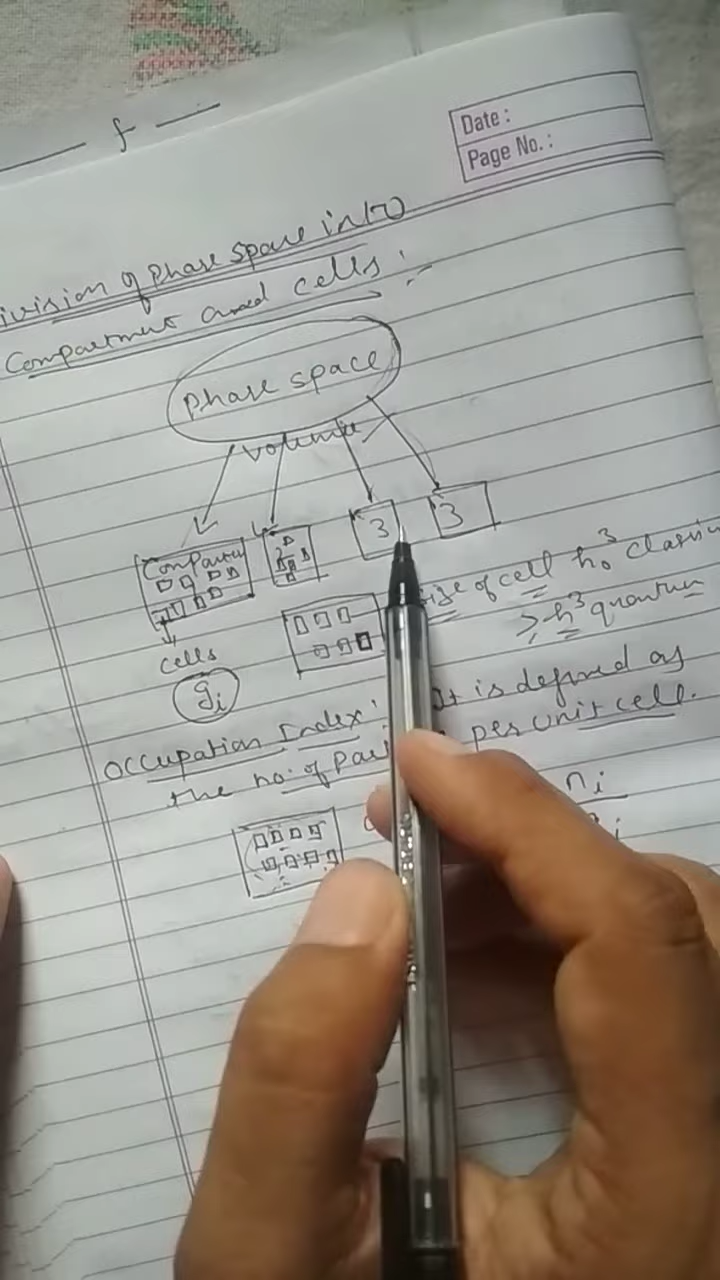 Date :
Page No. :
Division of Phase Space into
Compartment and cells :-
Phase space
volume
Compartm
3
3
cells
gi
size of cell h₀³ classical
≥ h³ quantum
Occupation Index : It is defined as
the no. of per unit cell.
ni